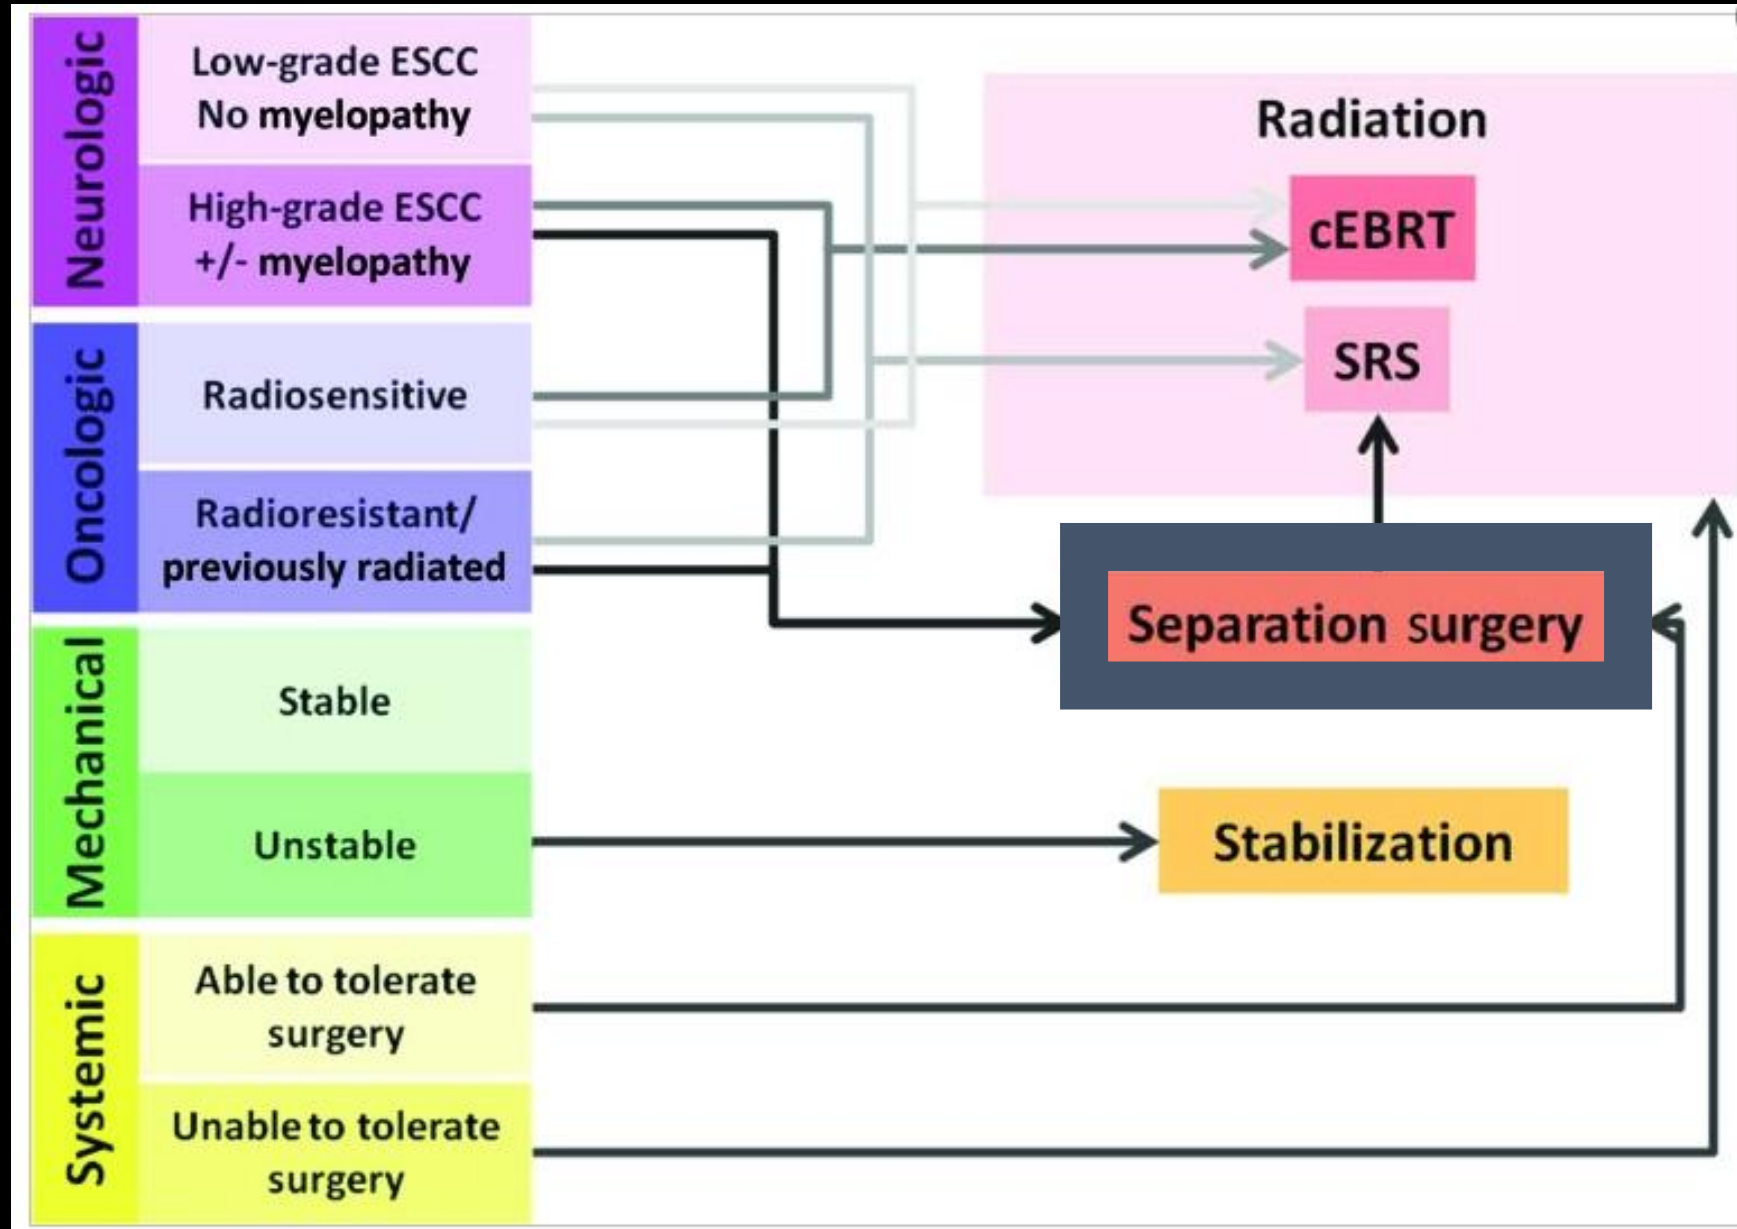 Neurologic
Low-grade ESCC
No myelopathy
High-grade ESCC
+/- myelopathy
Oncologic
Radiosensitive
Radioresistant/
previously radiated
Mechanical
Stable
Unstable
Systemic
Able to tolerate
surgery
Unable to tolerate
surgery
Radiation
cEBRT
SRS
Separation surgery
Stabilization